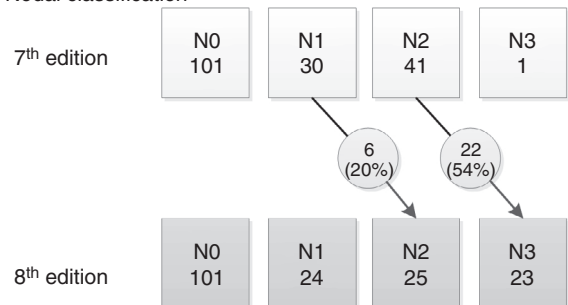 Nodal classification
7th edition
N0
101
N1
30
N2
41
N3
1
6
(20%)
22
(54%)
8th edition
N0
101
N1
24
N2
25
N3
23